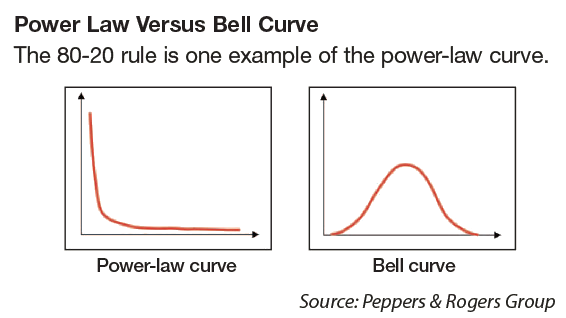 Power Law Versus Bell Curve
The 80-20 rule is one example of the power-law curve.
Power-law curve
Bell curve
Source: Peppers & Rogers Group